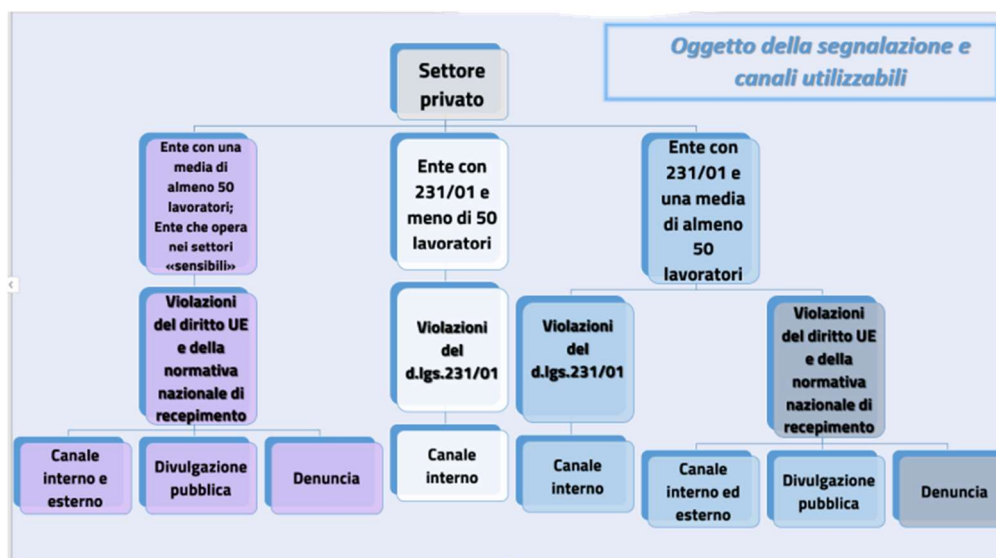 Oggetto della segnalazione e
canali utilizzabili
Settore
privato
Ente con una
media di
almeno 50
lavoratori;
Ente che opera
nei settori
«sensibili»
Ente con
231/01 e
meno di 50
lavoratori
Ente con
231/01 e
una media
di almeno
50
lavoratori
Violazioni
del diritto UE
e della
normativa
nazionale di
recepimento
Violazioni
del
d.lgs.231/01
Violazioni
del
d.lgs.231/01
Violazioni
del diritto UE
e della
normativa
nazionale di
recepimento
Canale
interno e
esterno
Divulgazione
pubblica
Denuncia
Canale
interno
Canale
interno
Canale
interno ed
esterno
Divulgazione
pubblica
Denuncia